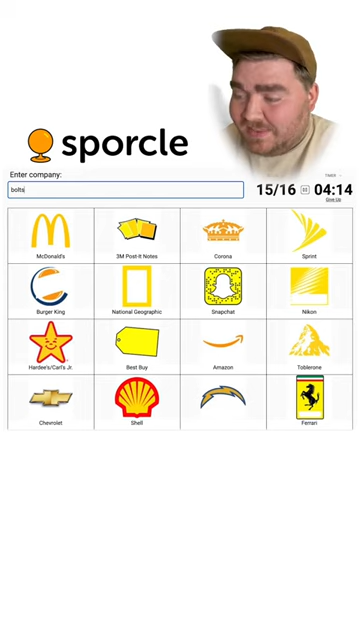 sporcle
Enter company:
TIMER
bolts
15/16
04:14
Give Up
McDonald's
3M Post-It Notes
Corona
Sprint
Burger King
National Geographic
Snapchat
Nikon
Hardee's/Carl's Jr.
Best Buy
Amazon
Toblerone
Chevrolet
Shell
Ferrari